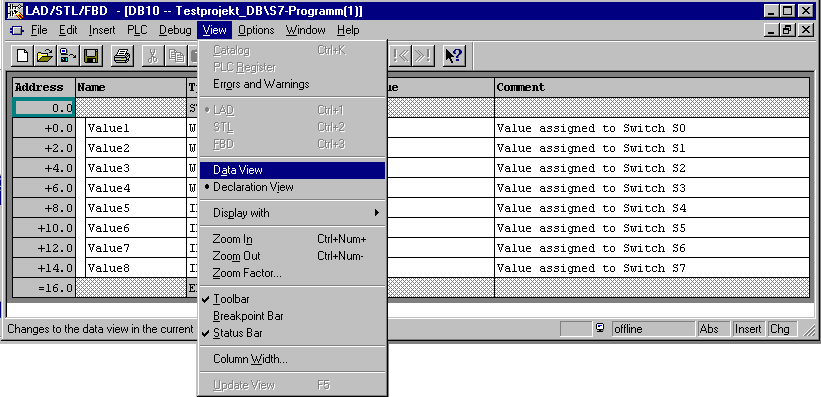 LAD/STL/FBD - [DB10 -- Testprojekt_DB\S7-Programm(1)]
File Edit Insert PLC Debug View Options Window Help
Catalog Ctrl+K
PLC Register
Errors and Warnings
LAD Ctrl+1
STL Ctrl+2
FBD Ctrl+3
Data View
Declaration View
Display with
Zoom In Ctrl+Num+
Zoom Out Ctrl+Num-
Zoom Factor...
Toolbar
Breakpoint Bar
Status Bar
Column Width...
Update View F5
Address Name Comment
0.0
+0.0 Value1 Value assigned to Switch S0
+2.0 Value2 Value assigned to Switch S1
+4.0 Value3 Value assigned to Switch S2
+6.0 Value4 Value assigned to Switch S3
+8.0 Value5 Value assigned to Switch S4
+10.0 Value6 Value assigned to Switch S5
+12.0 Value7 Value assigned to Switch S6
+14.0 Value8 Value assigned to Switch S7
=16.0
Changes to the data view in the current offline Abs Insert Chg